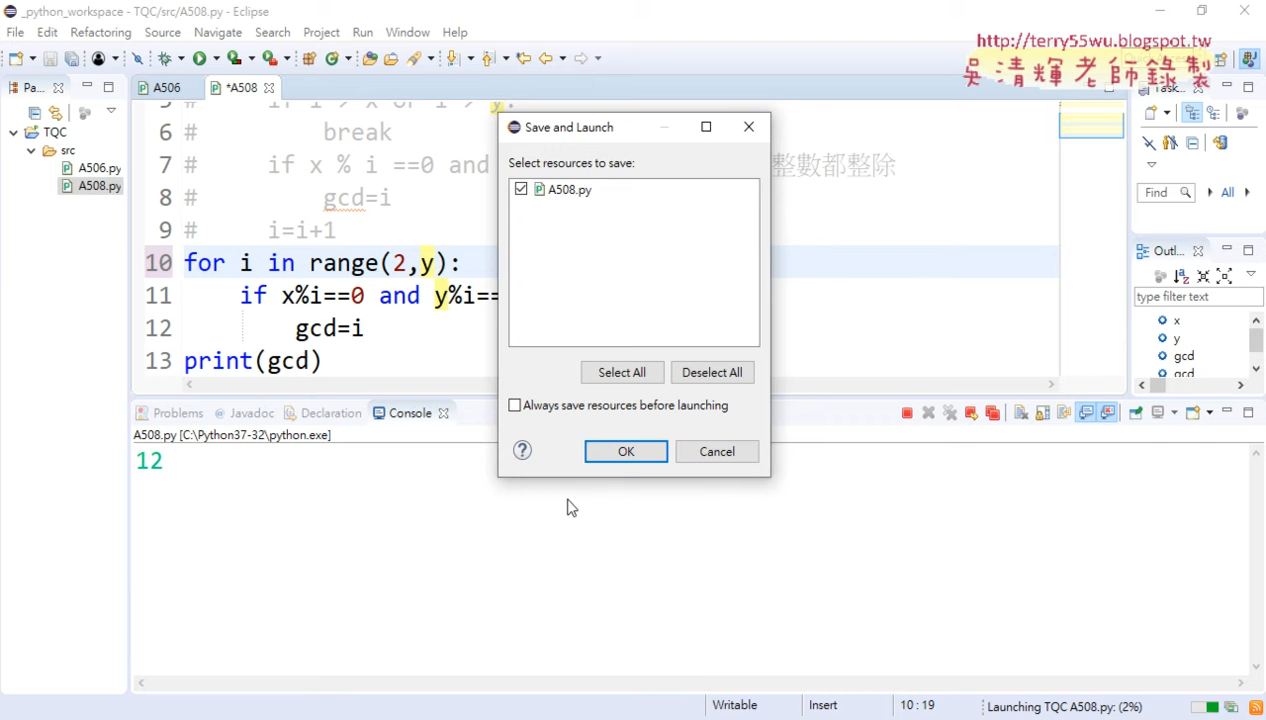 _python_workspace - TQC/src/A508.py - Eclipse
File Edit Refactoring Source Navigate Search Project Run Window Help
http://terry55wu.blogspot.tw
吳清輝老師錄製
Pa...
A506
*A508
TQC
src
A506.py
A508.py
5 # if i > x or i > y:
6 # break
7 # if x % i ==0 and 整數都整除
8 # gcd=i
9 # i=i+1
10 for i in range(2,y):
11 if x%i==0 and y%i==
12 gcd=i
13 print(gcd)
Save and Launch
Select resources to save:
A508.py
Select All
Deselect All
Always save resources before launching
OK
Cancel
Find
All
Outl...
type filter text
x
y
gcd
gcd
Problems
@ Javadoc
Declaration
Console
A508.py [C:\Python37-32\python.exe]
12
Writable
Insert
10 : 19
Launching TQC A508.py: (2%)